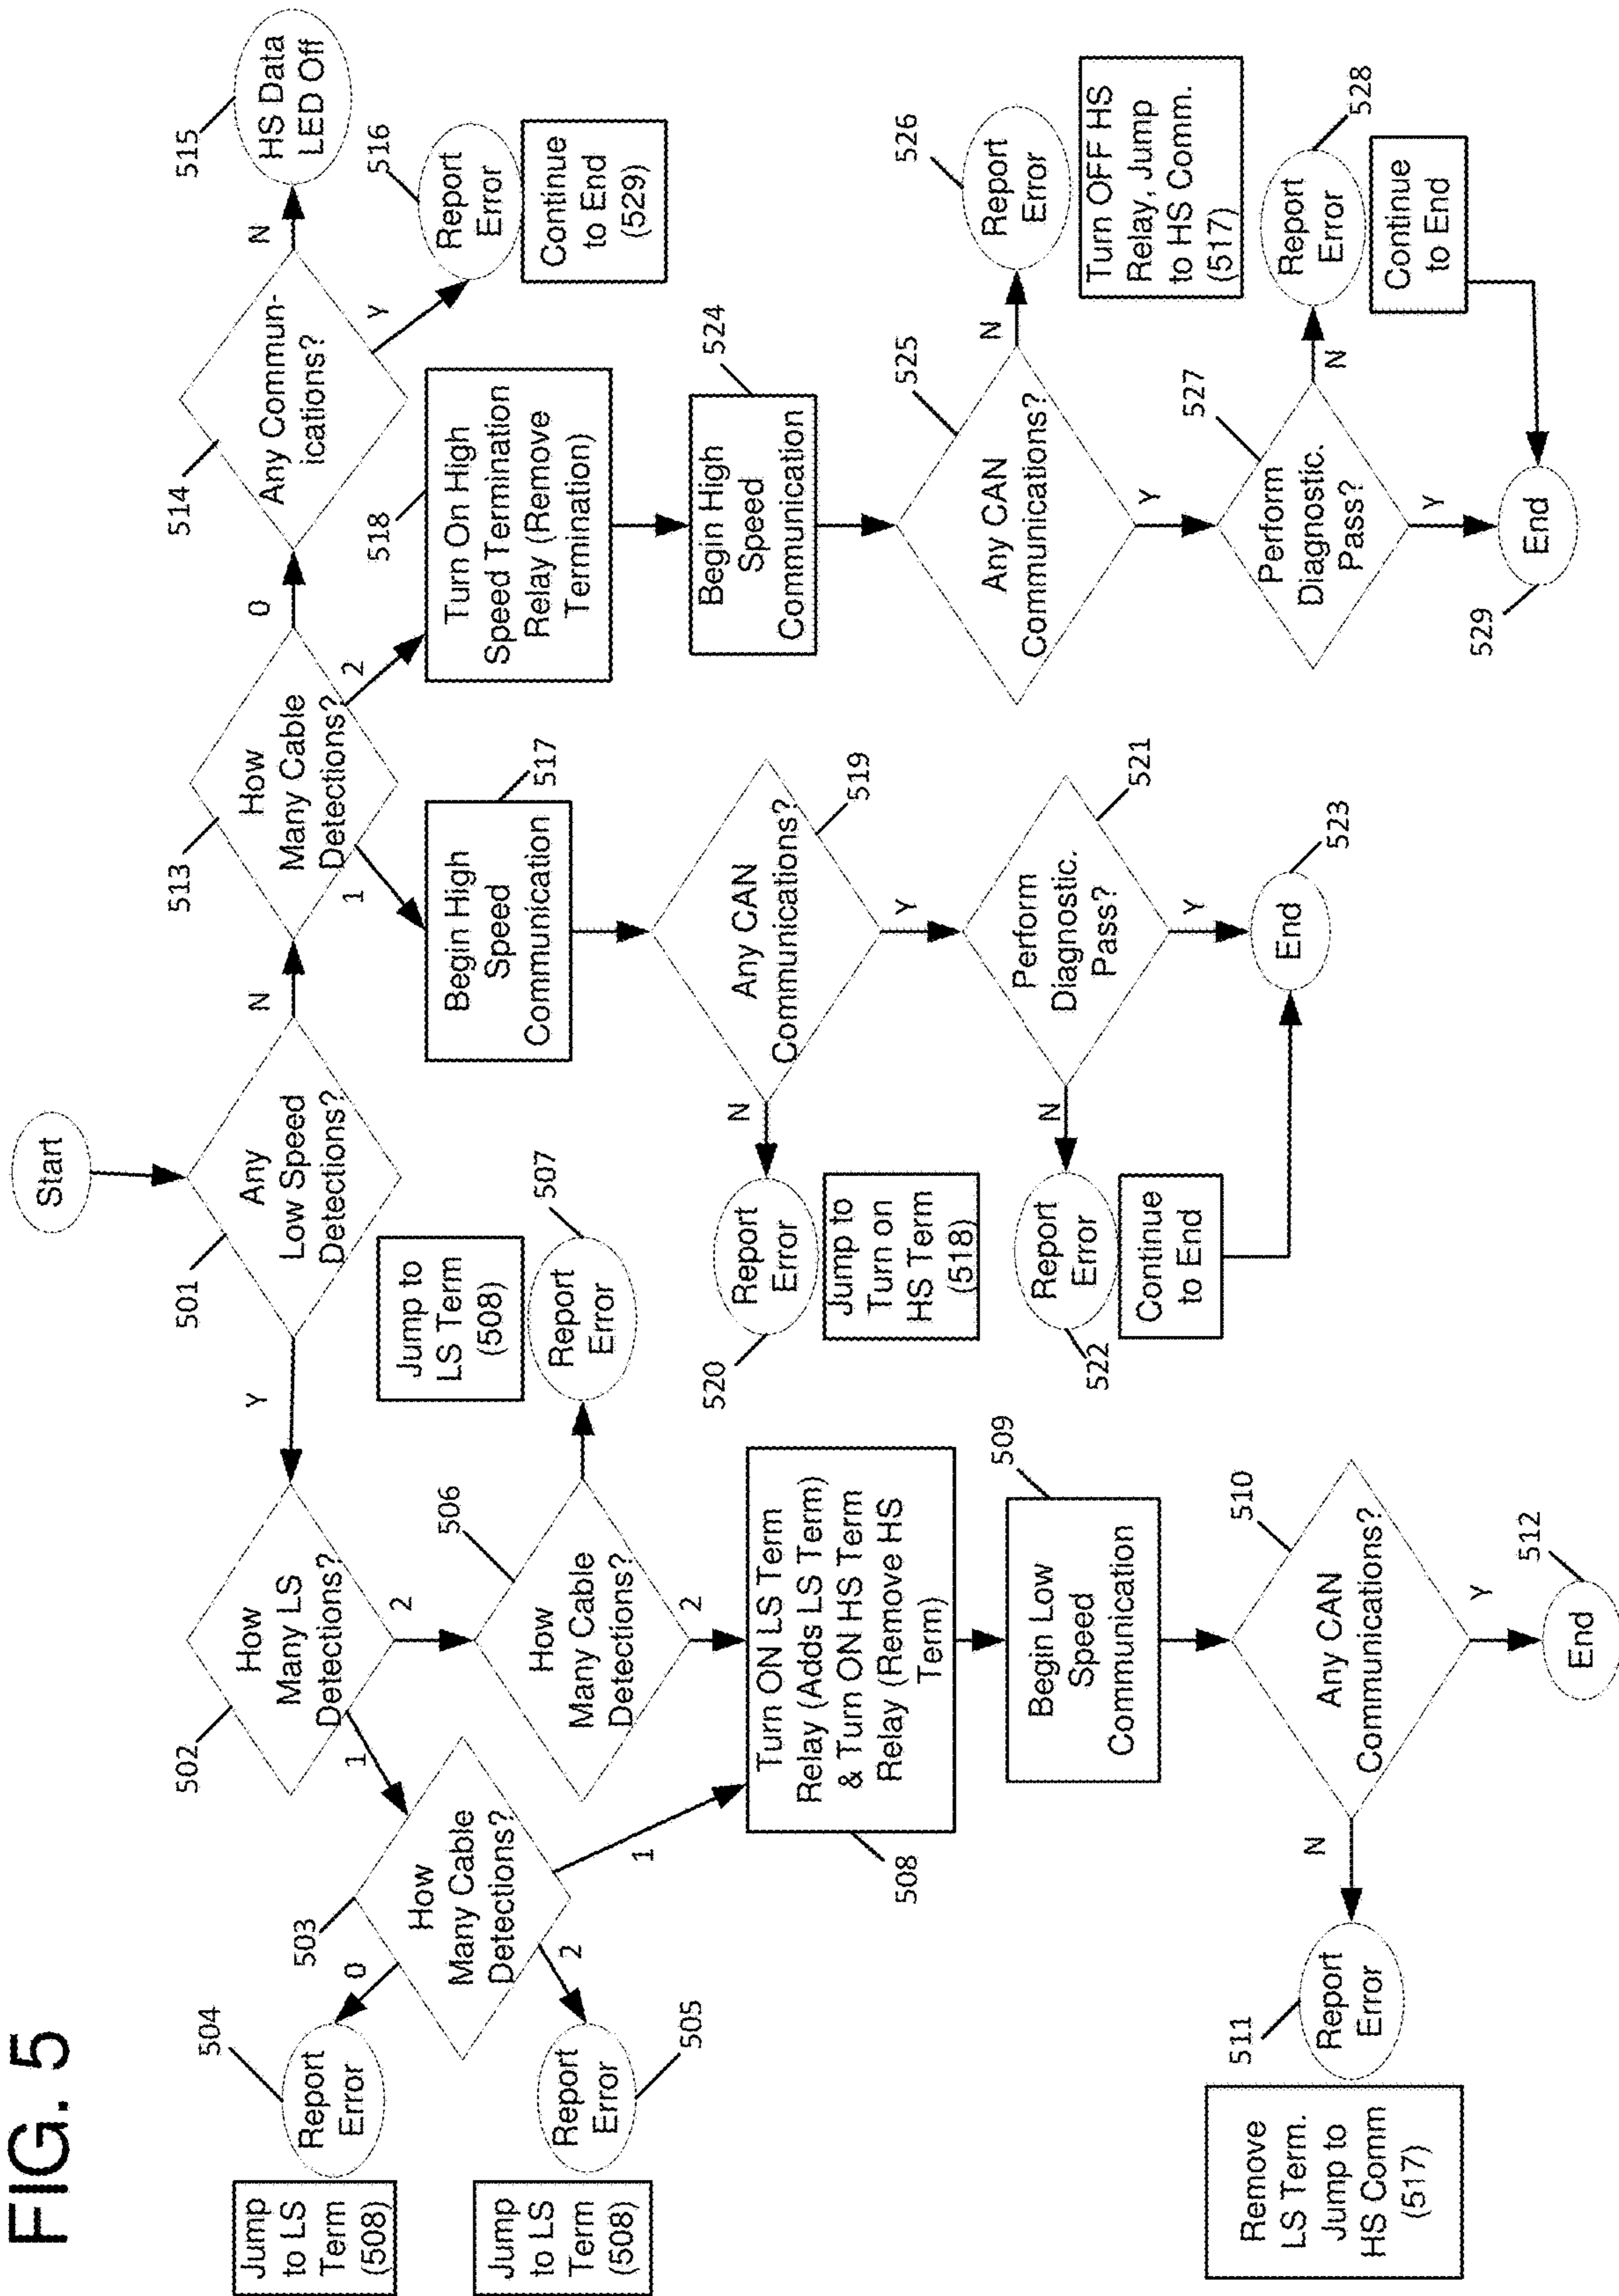 FIG. 5
Start
501
Any
Low Speed
Detections?
Y
N
502
How
Many LS
Detections?
1
2
503
How
Many Cable
Detections?
0
1
2
504
Report
Error
Jump
to LS
Term
(508)
505
Report
Error
Jump
to LS
Term
(508)
506
How
Many Cable
Detections?
2
507
Report
Error
Jump to
LS Term
(508)
508
Turn ON LS Term
Relay (Adds LS Term)
& Turn ON HS Term
Relay (Remove HS
Term)
509
Begin Low
Speed
Communication
510
Any CAN
Communications?
N
Y
511
Report
Error
Remove
LS Term.
Jump to
HS Comm
(517)
512
End
513
How
Many Cable
Detections?
0
1
2
514
Any Commun-
ications?
N
Y
515
HS Data
LED Off
516
Report
Error
Continue
to End
(529)
517
Begin High
Speed
Communication
518
Turn On High
Speed Termination
Relay (Remove
Termination)
519
Any CAN
Communications?
N
Y
520
Report
Error
Jump to
Turn on
HS Term
(518)
521
Perform
Diagnostic.
Pass?
N
Y
522
Report
Error
Continue
to End
523
End
524
Begin High
Speed
Communication
525
Any CAN
Communications?
N
Y
526
Report
Error
Turn OFF HS
Relay, Jump
to HS Comm.
(517)
527
Perform
Diagnostic.
Pass?
N
Y
528
Report
Error
Continue
to End
529
End